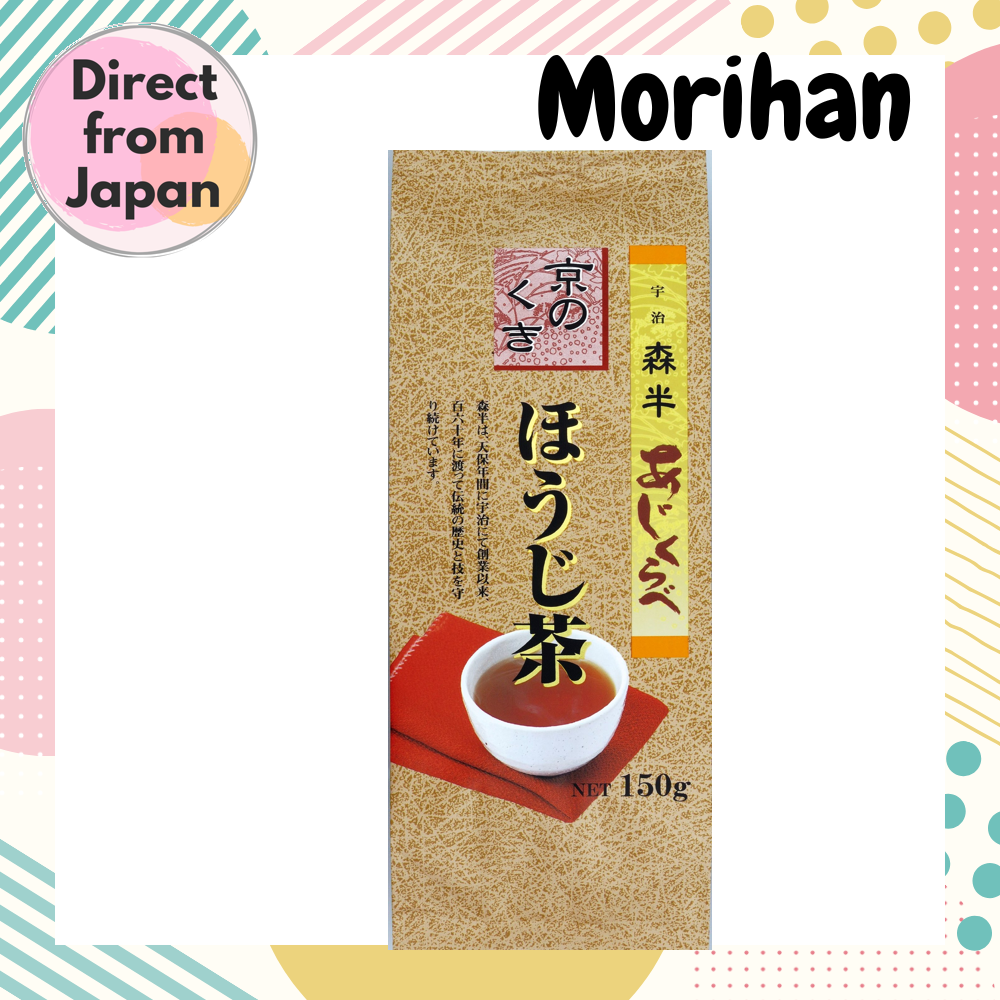 Direct
from
Japan
Morihan
宇治
森半
あじくらべ
京の
くき
ほうじ茶
森半は、天保年間に宇治にて創業以来
百六十年に渡って伝統の歴史と技を守
り続けています
NET 150g